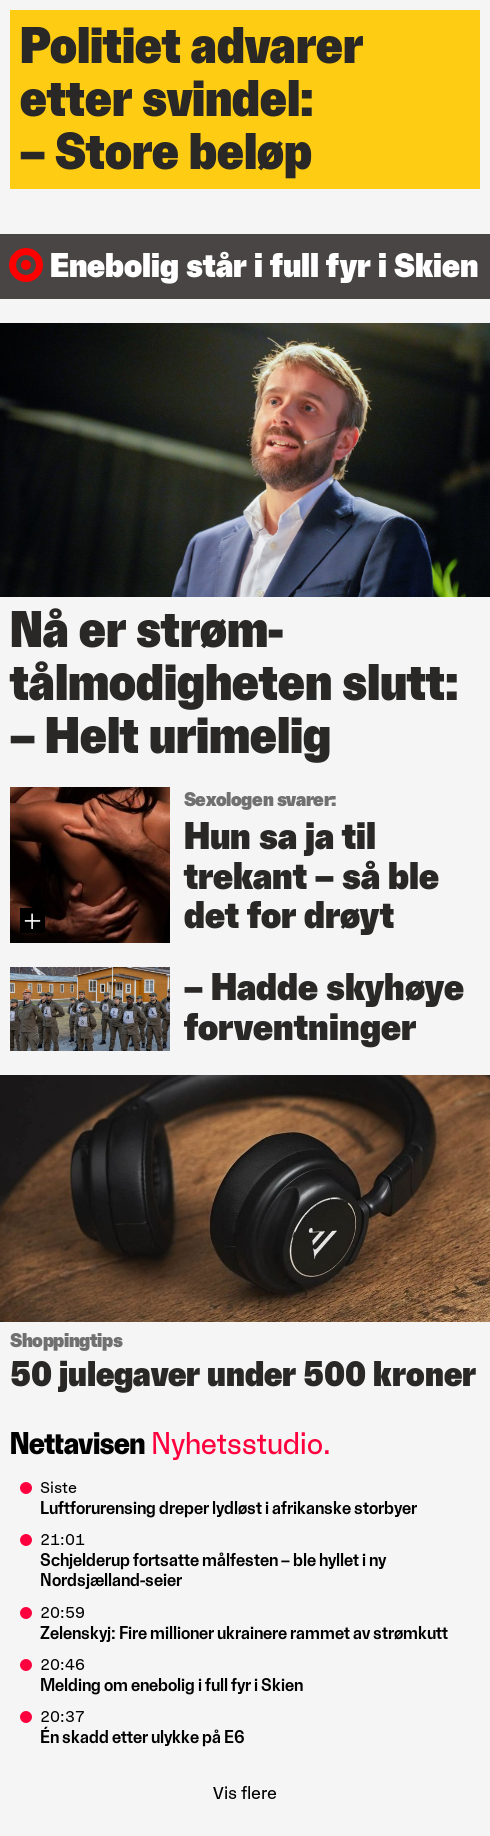 Politiet advarer
etter svindel:
– Store beløp
Enebolig står i full fyr i Skien
Nå er strøm-
tålmodigheten slutt:
– Helt urimelig
Sexologen svarer:
Hun sa ja til
trekant – så ble
det for drøyt
– Hadde skyhøye
forventninger
Shoppingtips
50 julegaver under 500 kroner
Nettavisen Nyhetsstudio.
Siste
Luftforurensing dreper lydløst i afrikanske storbyer
21:01
Schjelderup fortsatte målfesten – ble hyllet i ny
Nordsjælland-seier
20:59
Zelenskyj: Fire millioner ukrainere rammet av strømkutt
20:46
Melding om enebolig i full fyr i Skien
20:37
Én skadd etter ulykke på E6
Vis flere